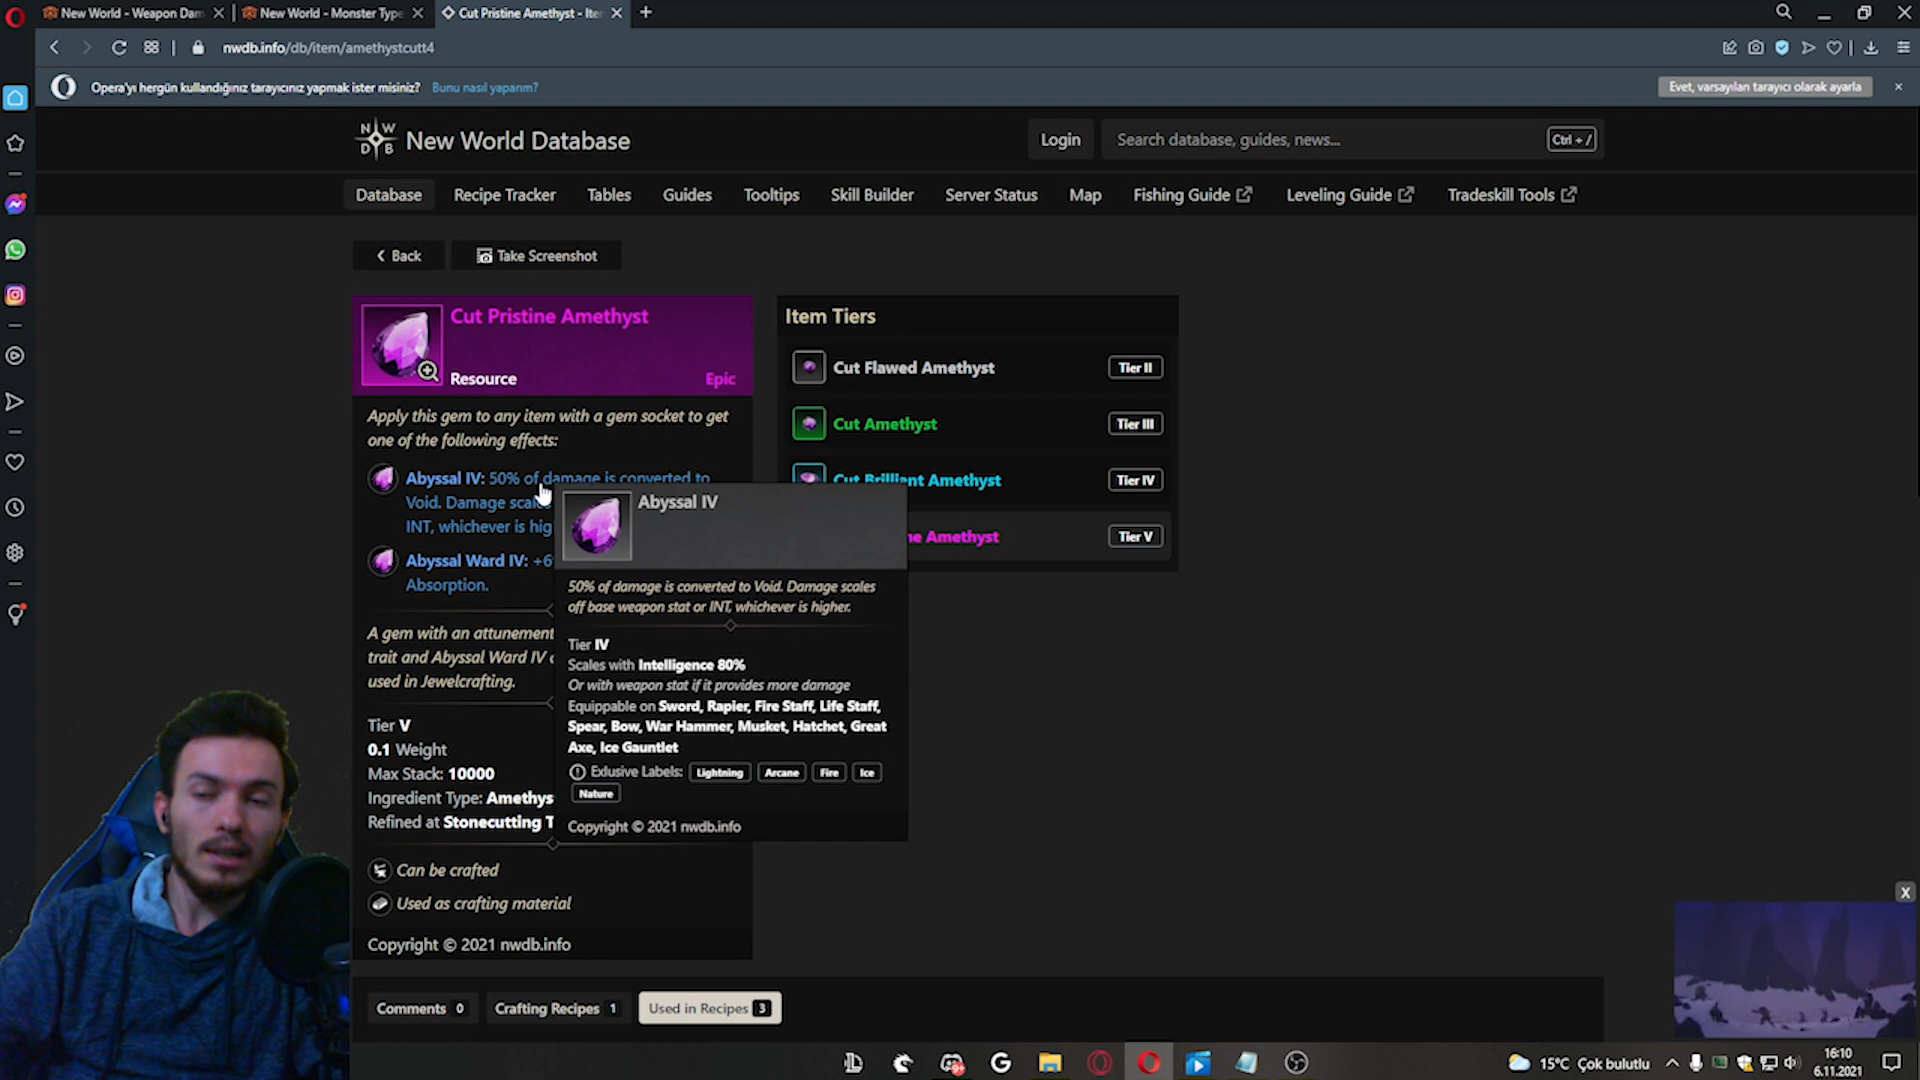 New World - Weapon Dam
New World - Monster Type
Cut Pristine Amethyst - Ite
nwdb.info/db/item/amethystcutt4
Opera'yı hergün kullandığınız tarayıcınız yapmak ister misiniz? Bunu nasıl yaparım?
Evet, varsayılan tarayıcı olarak ayarla
NW
DB
New World Database
Login
Search database, guides, news...
Ctrl + /
Database Recipe Tracker Tables Guides Tooltips Skill Builder Server Status Map Fishing Guide Leveling Guide Tradeskill Tools
Back
Take Screenshot
Cut Pristine Amethyst
Resource
Epic
Apply this gem to any item with a gem socket to get
one of the following effects:
Abyssal IV: 50% of damage is converted to
Void. Damage scale
INT, whichever is hig
Abyssal Ward IV: +6
Absorption.
A gem with an attunement
trait and Abyssal Ward IV
used in Jewelcrafting.
Tier V
0.1 Weight
Max Stack: 10000
Ingredient Type: Amethys
Refined at Stonecutting T
Can be crafted
Used as crafting material
Copyright © 2021 nwdb.info
Item Tiers
Cut Flawed Amethyst Tier II
Cut Amethyst Tier III
Cut Brilliant Amethyst Tier IV
ne Amethyst Tier V
Abyssal IV
50% of damage is converted to Void. Damage scales
off base weapon stat or INT, whichever is higher.
Tier IV
Scales with Intelligence 80%
Or with weapon stat if it provides more damage
Equippable on Sword, Rapier, Fire Staff, Life Staff,
Spear, Bow, War Hammer, Musket, Hatchet, Great
Axe, Ice Gauntlet
Exlusive Labels: Lightning Arcane Fire Ice
Nature
Copyright © 2021 nwdb.info
Comments 0
Crafting Recipes 1
Used in Recipes 3
X
15°C Çok bulutlu
16:10
6.11.2021